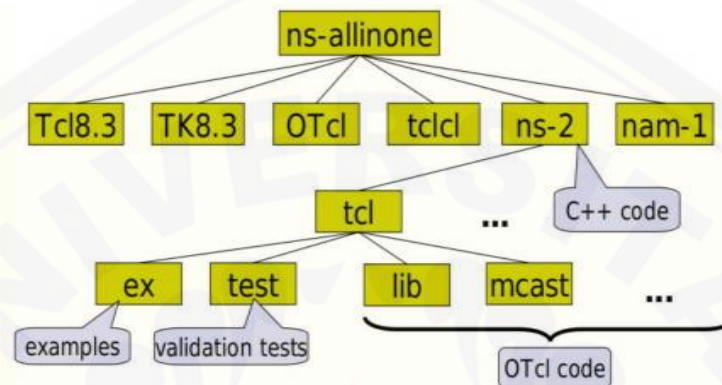 ns-allinone
Tcl8.3 TK8.3 OTcl tclcl ns-2 nam-1
tcl ... C++ code
ex test lib mcast ...
examples validation tests
OTcl code